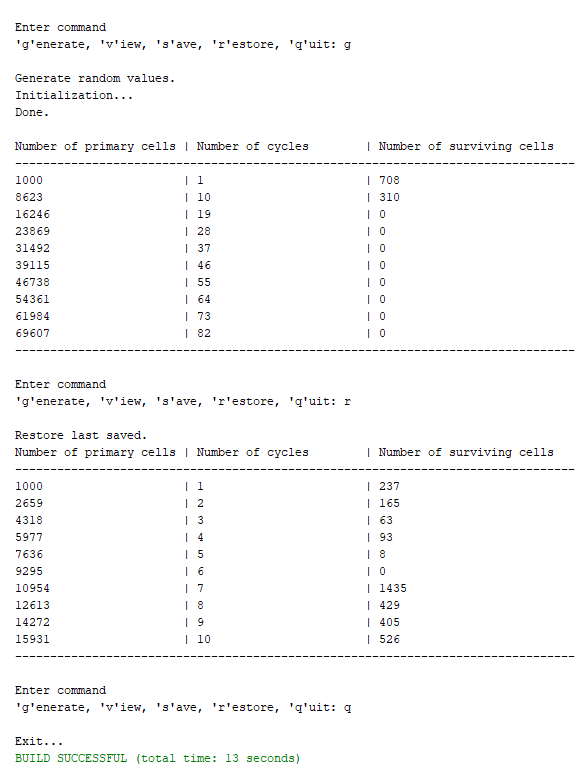 Enter command
'g'enerate, 'v'iew, 's'ave, 'r'estore, 'q'uit: g
Generate random values.
Initialization...
Done.
Number of primary cells | Number of cycles | Number of surviving cells
--------------------------------------------------------------------------------
1000 | 1 | 708
8623 | 10 | 310
16246 | 19 | 0
23869 | 28 | 0
31492 | 37 | 0
39115 | 46 | 0
46738 | 55 | 0
54361 | 64 | 0
61984 | 73 | 0
69607 | 82 | 0
--------------------------------------------------------------------------------
Enter command
'g'enerate, 'v'iew, 's'ave, 'r'estore, 'q'uit: r
Restore last saved.
Number of primary cells | Number of cycles | Number of surviving cells
--------------------------------------------------------------------------------
1000 | 1 | 237
2659 | 2 | 165
4318 | 3 | 63
5977 | 4 | 93
7636 | 5 | 8
9295 | 6 | 0
10954 | 7 | 1435
12613 | 8 | 429
14272 | 9 | 405
15931 | 10 | 526
--------------------------------------------------------------------------------
Enter command
'g'enerate, 'v'iew, 's'ave, 'r'estore, 'q'uit: q
Exit...
BUILD SUCCESSFUL (total time: 13 seconds)